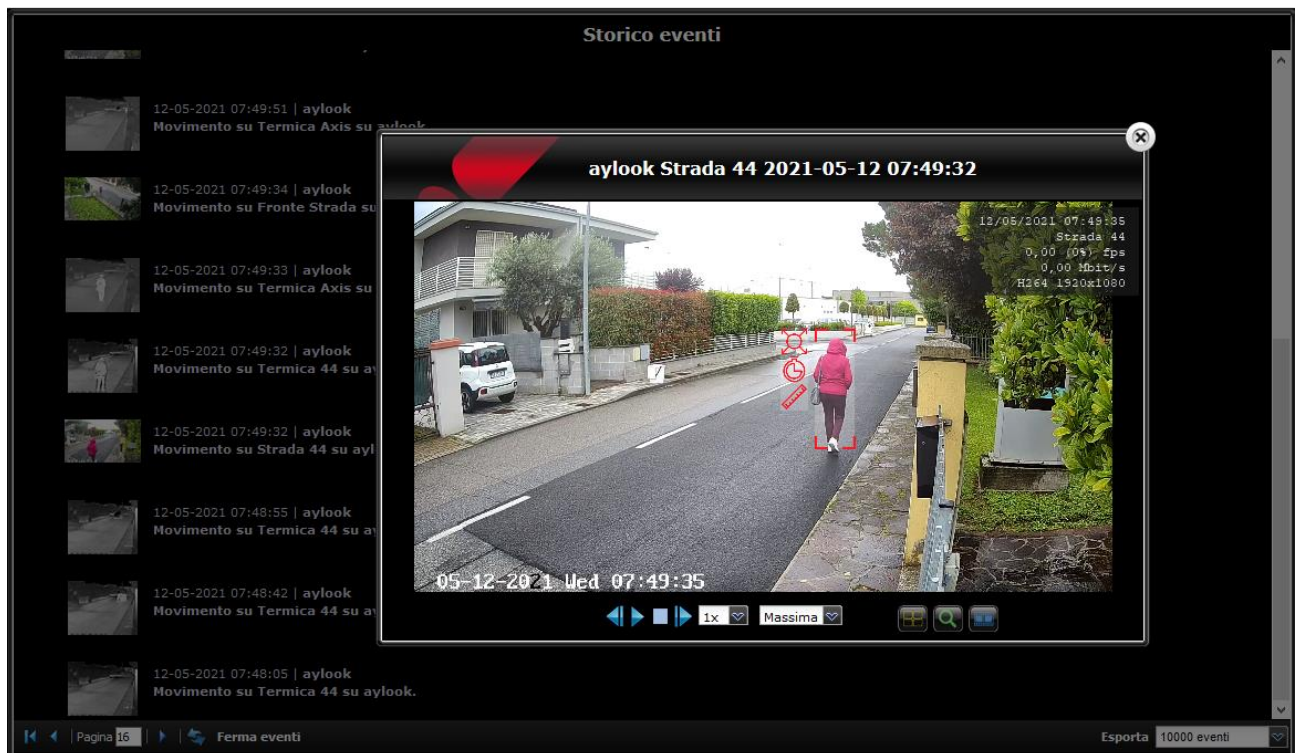 Storico eventi
12-05-2021 07:49:51 | aylook
Movimento su Termica Axis su aylook
12-05-2021 07:49:34 | aylook
Movimento su Fronte Strada su
12-05-2021 07:49:33 | aylook
Movimento su Termica Axis su
12-05-2021 07:49:32 | aylook
Movimento su Termica 44 su
12-05-2021 07:49:32 | aylook
Movimento su Strada 44 su ayl
12-05-2021 07:48:55 | aylook
Movimento su Termica 44 su
12-05-2021 07:48:42 | aylook
Movimento su Termica 44 su
12-05-2021 07:48:05 | aylook
Movimento su Termica 44 su aylook.
aylook Strada 44 2021-05-12 07:49:32
12/05/2021 07:49:35
Strada 44
0,00 (0%) fps
0,00 Mbit/s
H264 1920x1080
05-12-2021 Wed 07:49:35
1x Massima
Pagina 16 Ferma eventi Esporta 10000 eventi